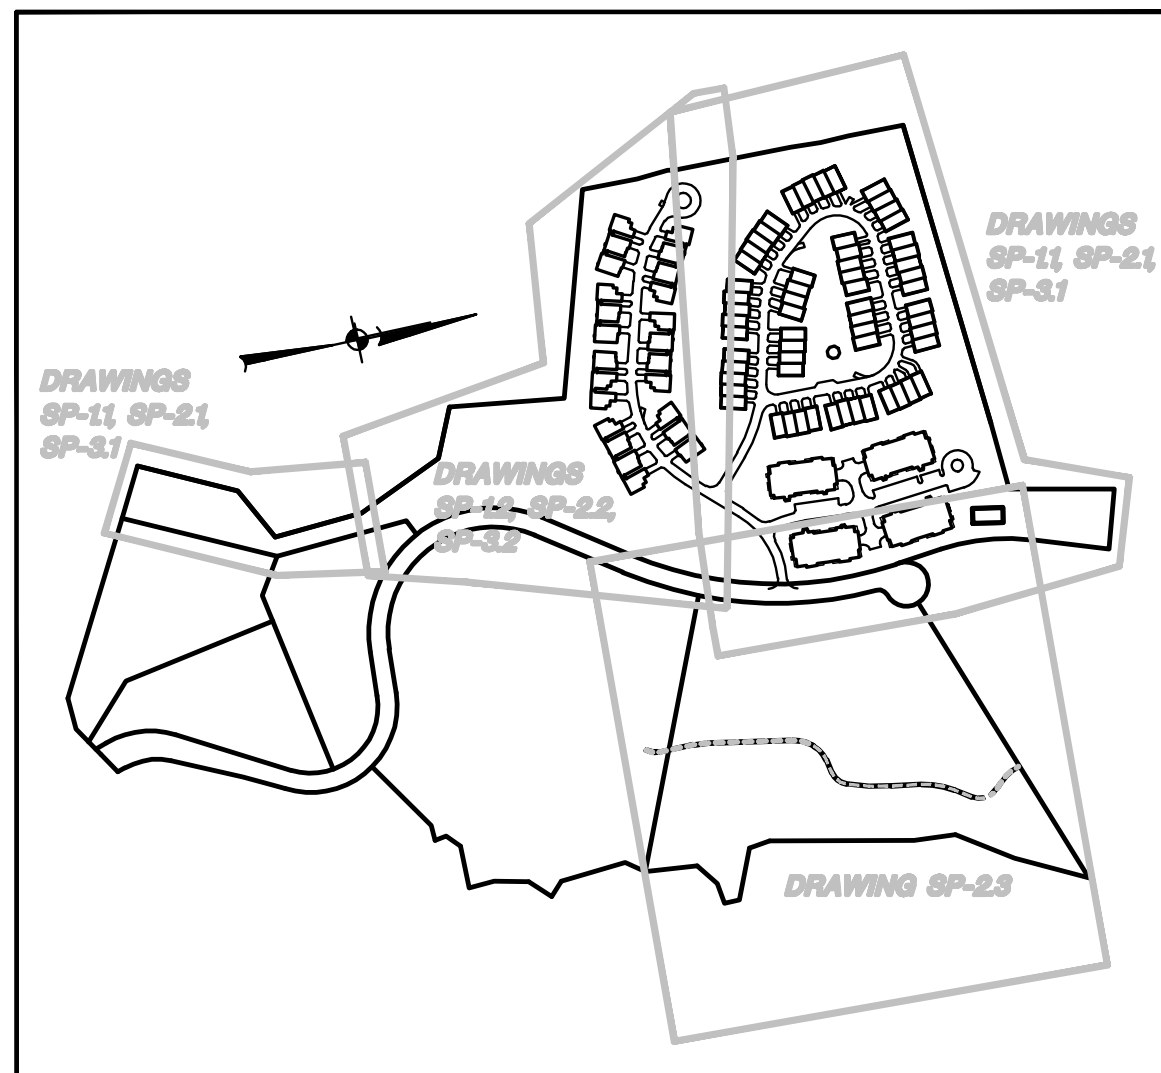 DRAWINGS
SP-1.1, SP-2.1,
SP-3.1
DRAWINGS
SP-1.1, SP-2.1,
SP-3.1
DRAWINGS
SP-1.2, SP-2.2,
SP-3.2
DRAWING SP-2.3